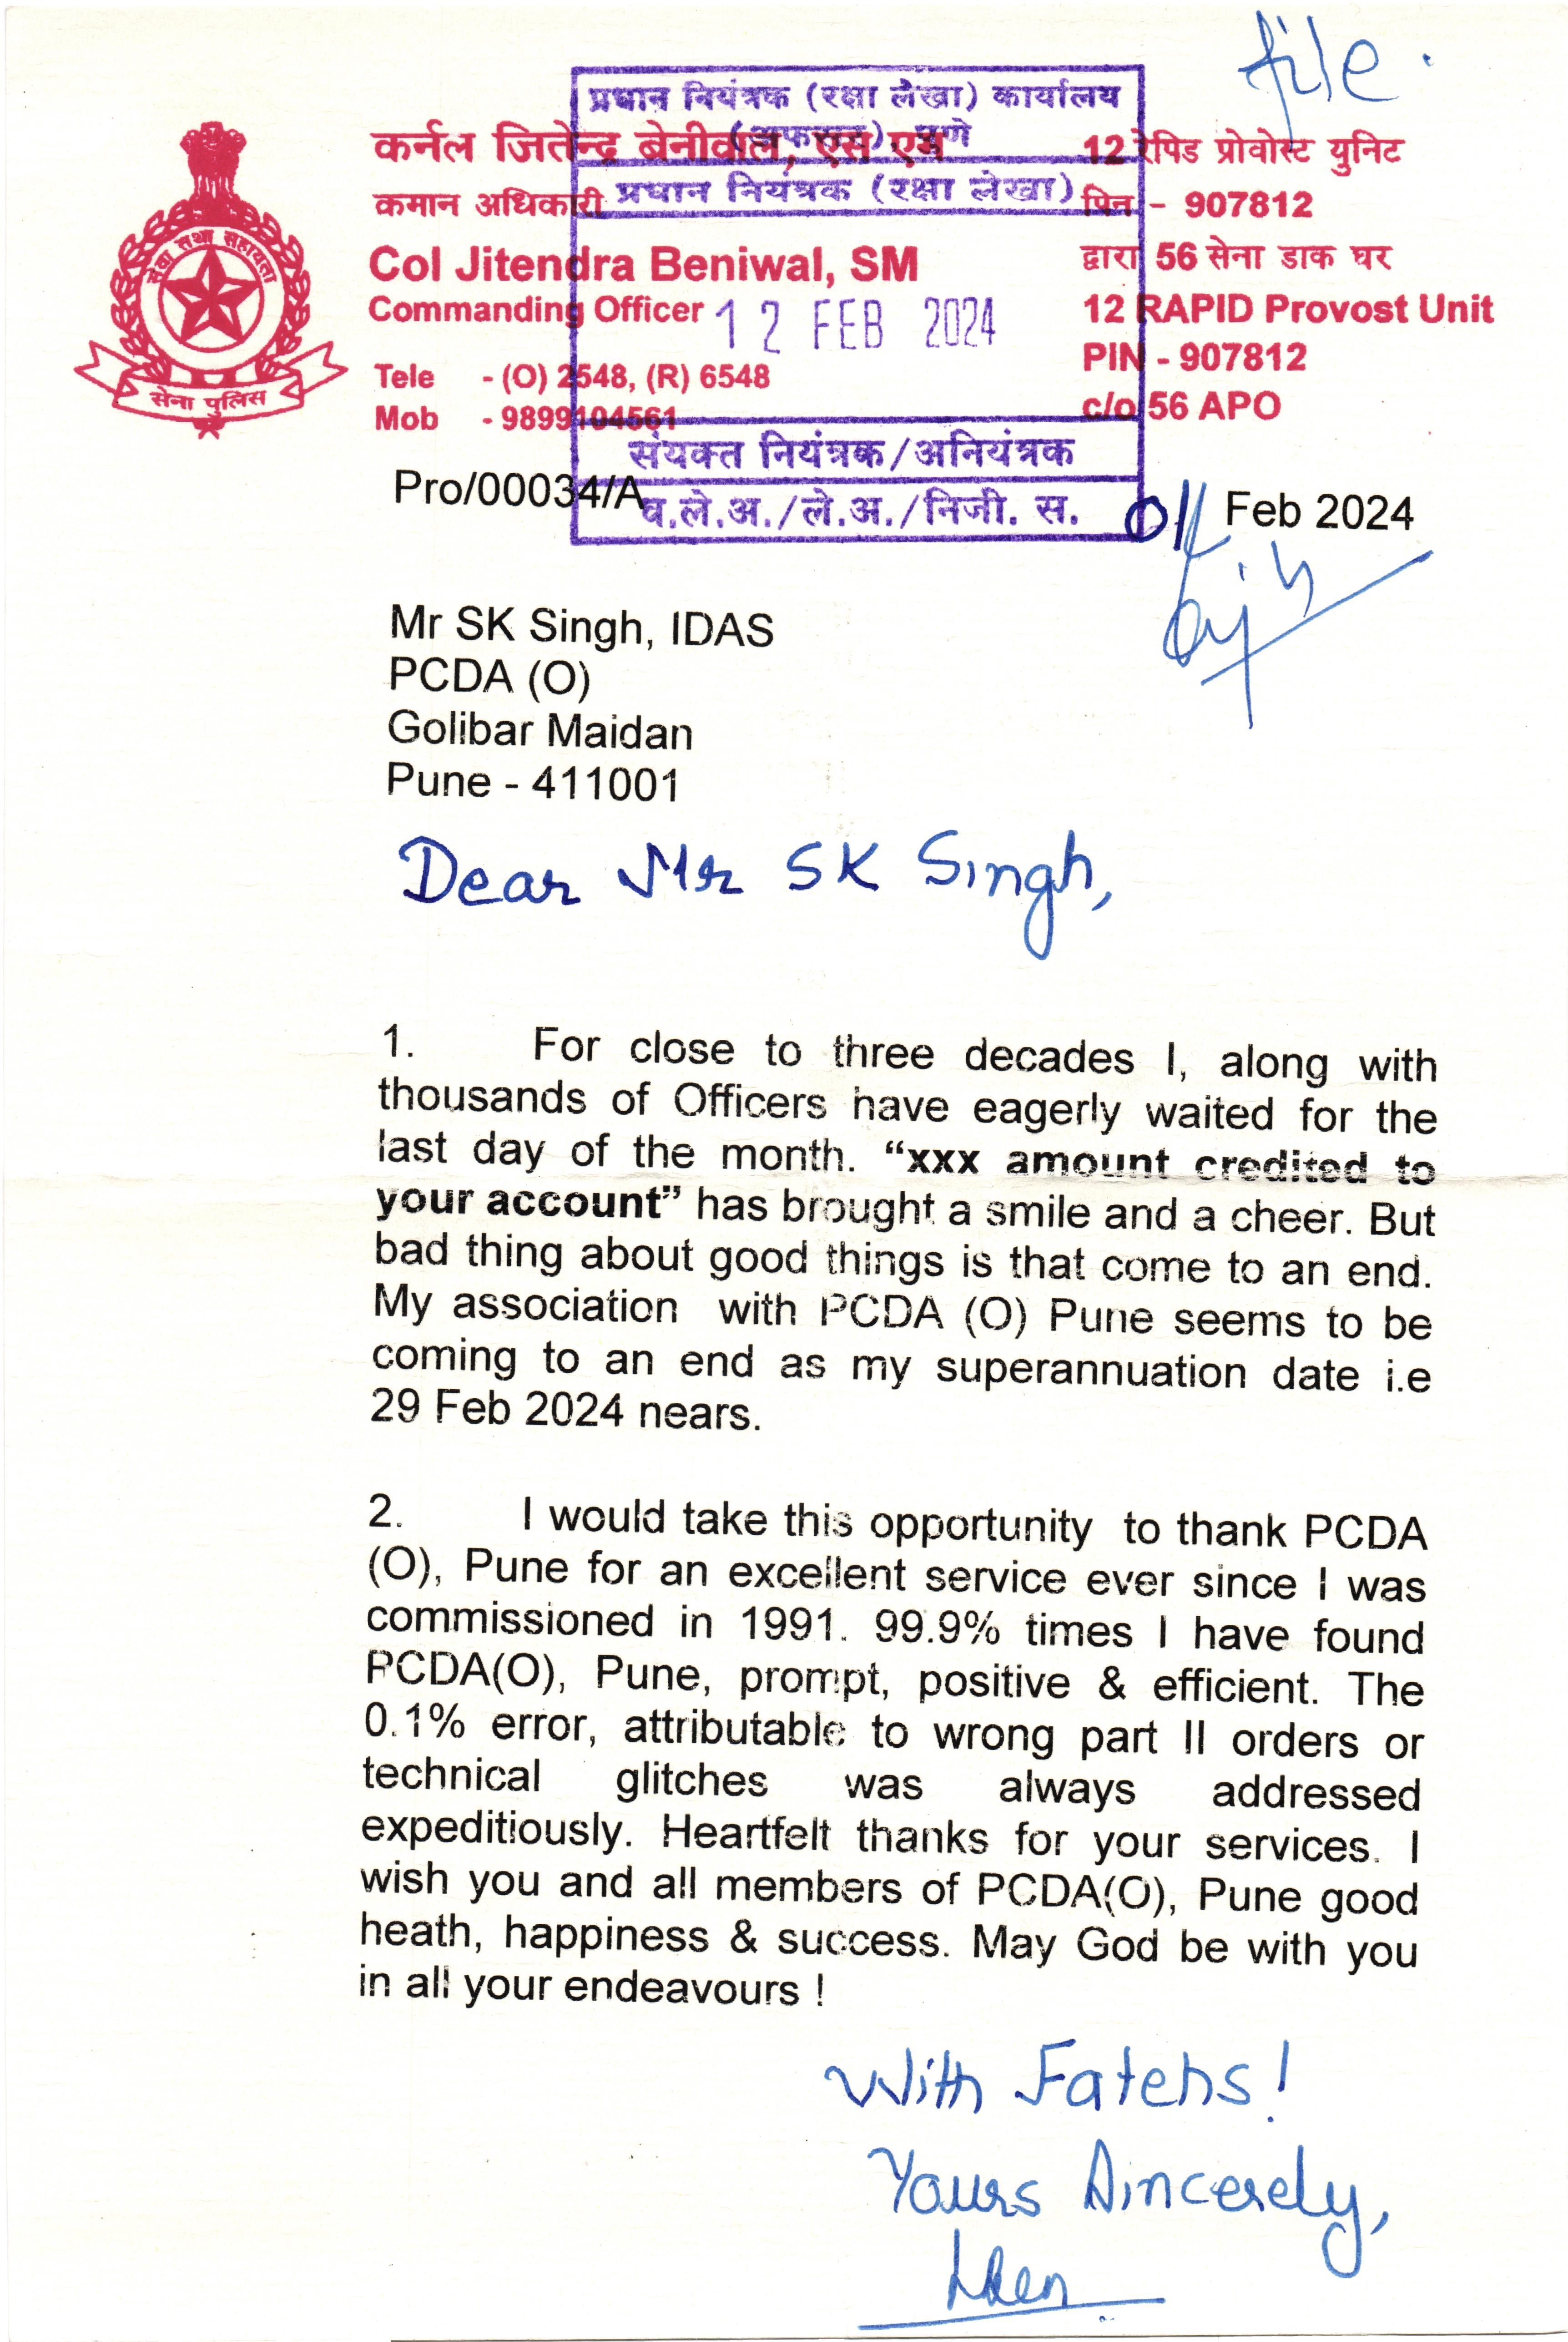 file.
प्रधान नियंत्रक (रक्षा लेखा) कार्यालय
(अफसर), पुणे
प्रधान नियंत्रक (रक्षा लेखा)
12 FEB 2024
संयक्त नियंत्रक/अनियंत्रक
व.ले.अ./ले.अ./निजी. स.
सेवा तथा सहायता
सेना पुलिस
कर्नल जितेन्द्र बेनीवाल, एस एम
कमान अधिकारी
Col Jitendra Beniwal, SM
Commanding Officer
Tele - (O) 2548, (R) 6548
Mob - 9899104561
12 रेपिड प्रोवोस्ट युनिट
पिन - 907812
द्वारा 56 सेना डाक घर
12 RAPID Provost Unit
PIN - 907812
c/o 56 APO
Pro/00034/A
01 Feb 2024
Mr SK Singh, IDAS
PCDA (O)
Golibar Maidan
Pune - 411001
Dear Mr SK Singh,
1. For close to three decades I, along with
thousands of Officers have eagerly waited for the
last day of the month. “xxx amount credited to
your account” has brought a smile and a cheer. But
bad thing about good things is that come to an end.
My association with PCDA (O) Pune seems to be
coming to an end as my superannuation date i.e
29 Feb 2024 nears.
2. I would take this opportunity to thank PCDA
(O), Pune for an excellent service ever since I was
commissioned in 1991. 99.9% times I have found
PCDA(O), Pune, prompt, positive & efficient. The
0.1% error, attributable to wrong part II orders or
technical glitches was always addressed
expeditiously. Heartfelt thanks for your services. I
wish you and all members of PCDA(O), Pune good
heath, happiness & success. May God be with you
in all your endeavours !
With Fatehs!
Yours Sincerely,